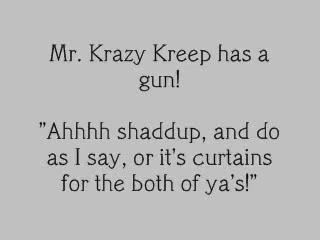 Mr. Krazy Kreep has a
gun!
"Ahhhh shaddup, and do
as I say, or it's curtains
for the both of ya's!"